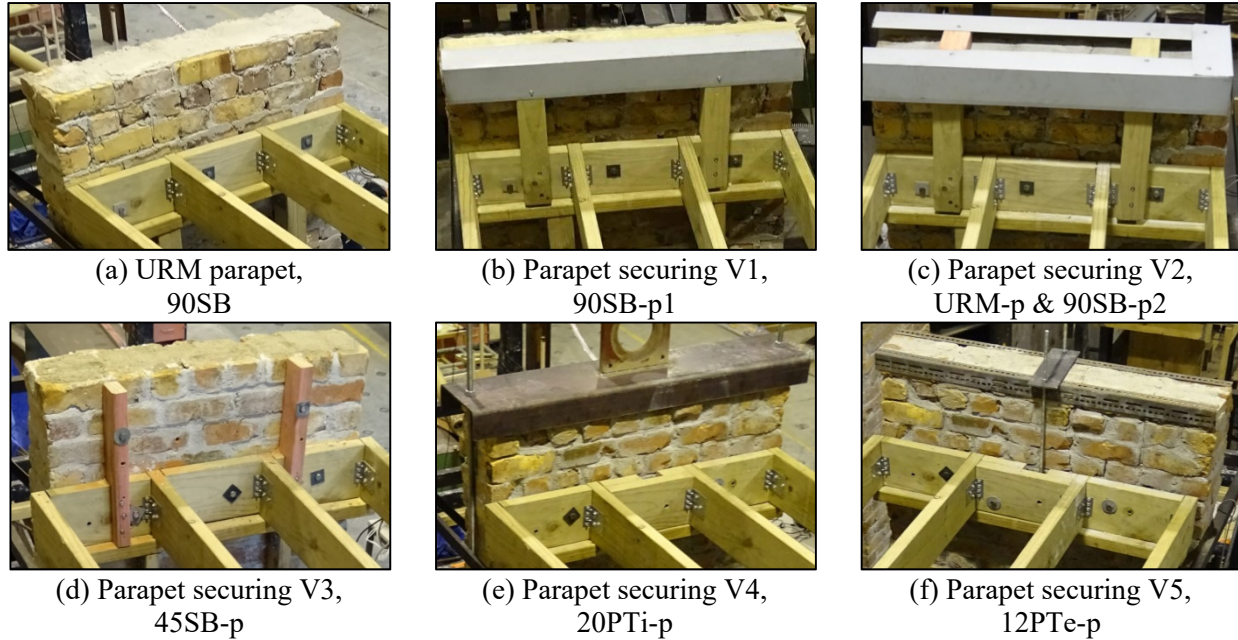 (a) URM parapet,
90SB
(b) Parapet securing V1,
90SB-p1
(c) Parapet securing V2,
URM-p & 90SB-p2
(d) Parapet securing V3,
45SB-p
(e) Parapet securing V4,
20PTi-p
(f) Parapet securing V5,
12PTe-p